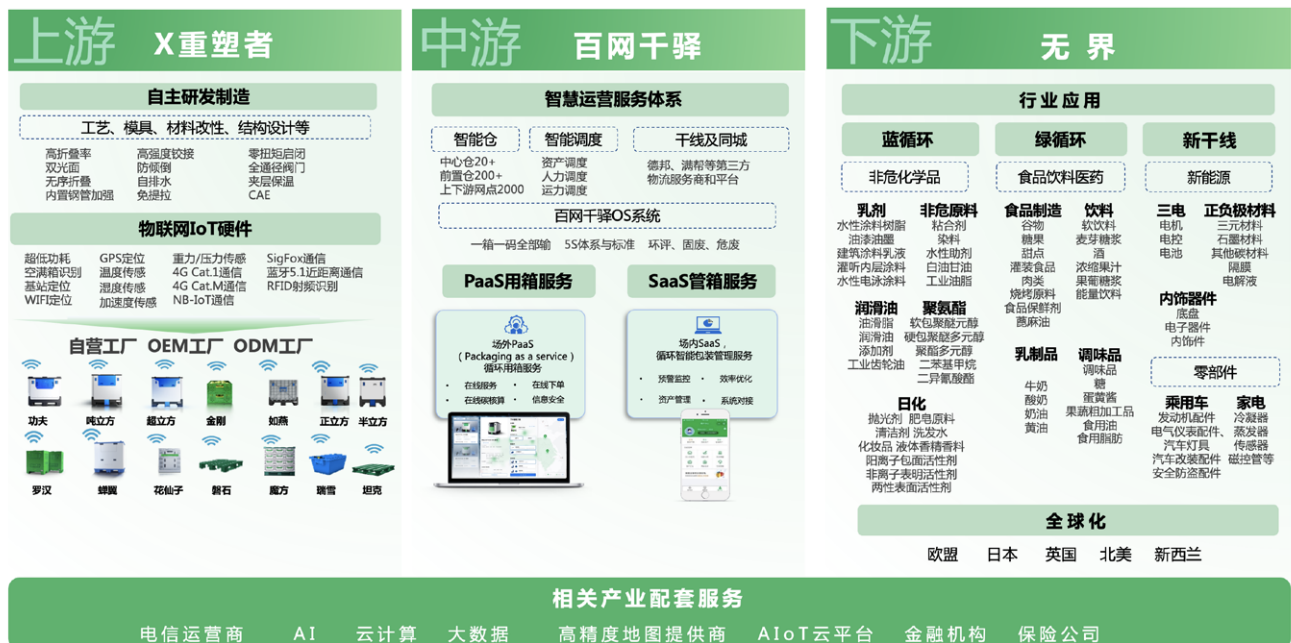 上游 X重塑者
自主研发制造
工艺、模具、材料改性、结构设计等
高折叠率 高强度铰接 零扭矩启闭
双光面 防倾倒 全通径阀门
无序折叠 自排水 夹层保温
内置钢管加强 免提拉 CAE
物联网IoT硬件
超低功耗 GPS定位 重力/压力传感 SigFox通信
空满箱识别 温度传感 4G Cat.1通信 蓝牙5.1近距离通信
基站定位 湿度传感 4G Cat.M通信 RFID射频识别
WIFI定位 加速度传感 NB-IoT通信
自营工厂 OEM工厂 ODM工厂
功夫 吨立方 超立方 金刚 如燕 正立方 半立方
罗汉 蝉翼 花仙子 磐石 魔方 瑞雪 坦克
中游 百网千驿
智慧运营服务体系
智能仓 智能调度 干线及同城
中心仓20+ 资产调度 德邦、满帮等第三方
前置仓200+ 人力调度 物流服务商和平台
上下游网点2000 运力调度
百网千驿OS系统
一箱一码全部输 5S体系与标准 环评、固废、危废
PaaS用箱服务 SaaS管箱服务
场外PaaS
（Packaging as a service）
循环用箱服务
• 在线服务 • 在线下单
• 在线碳核算 • 信息安全
场内SaaS，
循环智能包装管理服务
• 预警监控 • 效率优化
• 资产管理 • 系统对接
下游 无界
行业应用
蓝循环 绿循环 新干线
非危化学品 食品饮料医药 新能源
乳剂 非危原料
水性涂料树脂 粘合剂
油漆油墨 染料
建筑涂料乳液 水性助剂
灌听内层涂料 白油甘油
水性电泳涂料 工业油脂
润滑油 聚氨酯
油滑脂 软包聚醚元醇
润滑油 硬包聚醚多元醇
添加剂 聚酯多元醇
工业齿轮油 二苯基甲烷
二异氰酸酯
日化
抛光剂 肥皂原料
清洁剂 洗发水
化妆品 液体香精香料
阳离子包面活性剂
非离子表明活性剂
两性表面活性剂
食品制造 饮料
谷物 软饮料
糖果 麦芽糖浆
甜点 酒
灌装食品 浓缩果汁
肉类 果葡糖浆
烧烤原料 能量饮料
食品保鲜剂
蓖麻油
乳制品 调味品
调味品
牛奶 糖
酸奶 蛋黄酱
奶油 果蔬粗加工品
黄油 食用油
食用脂肪
三电 正负极材料
电机 三元材料
电控 石墨材料
电池 其他碳材料
隔膜
电解液
内饰器件
底盘
电子器件
内饰件
零部件
乘用车 家电
发动机配件 冷凝器
电气仪表配件、 蒸发器
汽车灯具 传感器
汽车改装配件 磁控管等
安全防盗配件
全球化
欧盟 日本 英国 北美 新西兰
相关产业配套服务
电信运营商 AI 云计算 大数据 高精度地图提供商 AIoT云平台 金融机构 保险公司